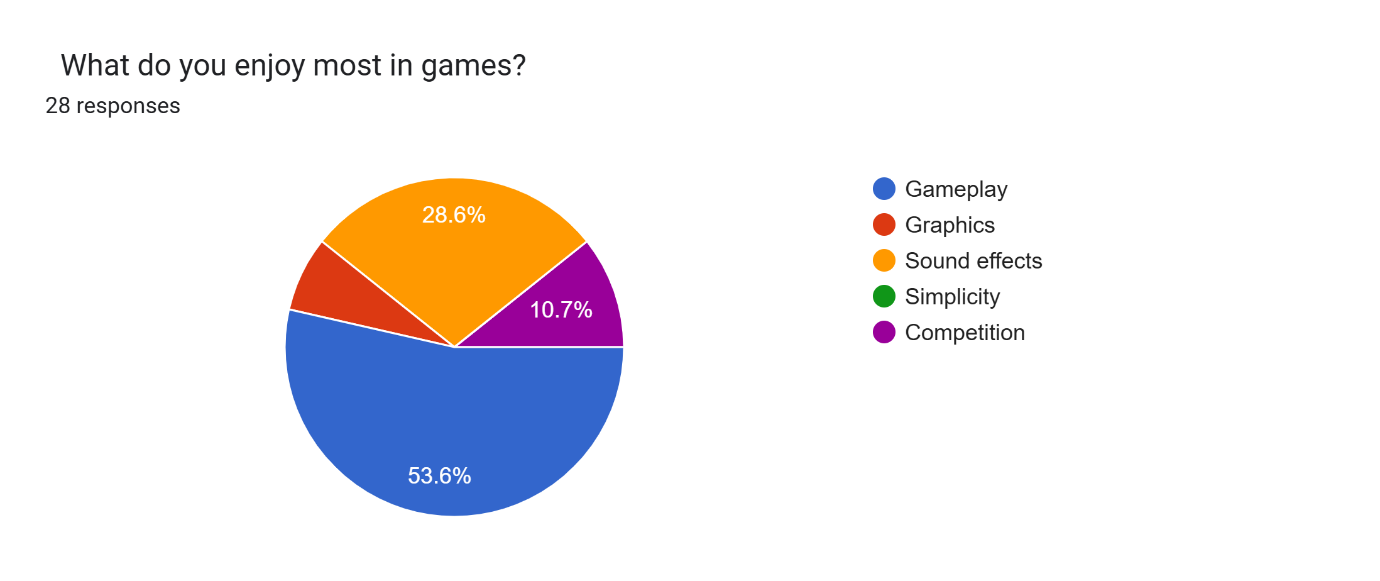 What do you enjoy most in games?
28 responses
28.6%
10.7%
53.6%
Gameplay
Graphics
Sound effects
Simplicity
Competition